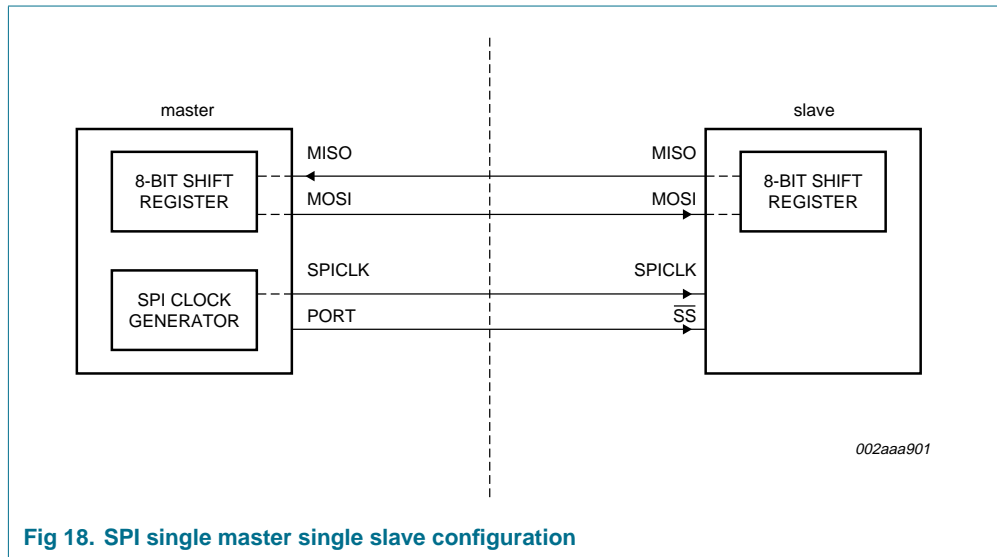 master
slave
8-BIT SHIFT
REGISTER
MISO
MISO
MOSI
MOSI
8-BIT SHIFT
REGISTER
SPI CLOCK
GENERATOR
SPICLK
SPICLK
PORT
S̅S̅
002aaa901
Fig 18. SPI single master single slave configuration